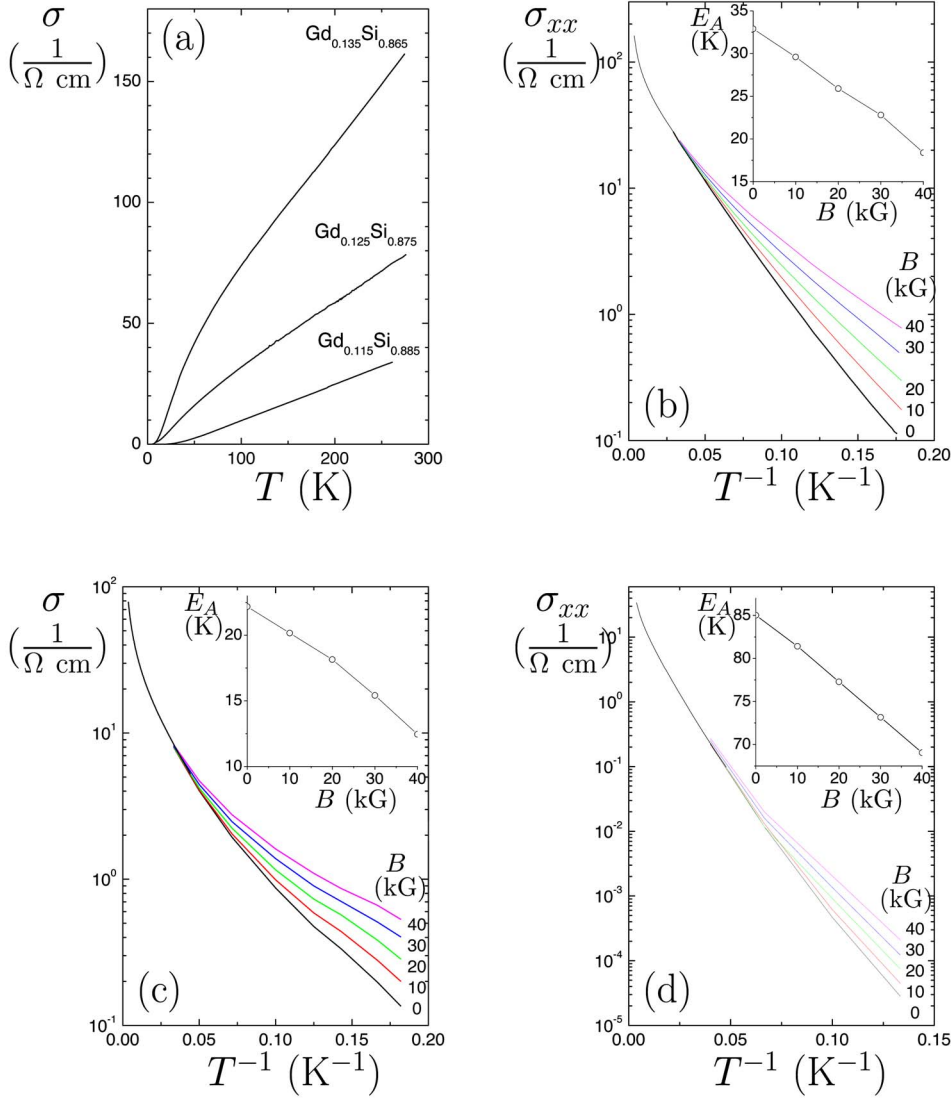 σ
(1/Ω cm)
(a)
Gd0.135Si0.865
Gd0.125Si0.875
Gd0.115Si0.885
150
100
50
0
0 100 200 300
T (K)
σxx
(1/Ω cm)
EA
(K)
35
30
25
20
15
0 10 20 30 40
B (kG)
10^2
10^1
10^0
10^-1
B
(kG)
40
30
20
10
0
(b)
0.00 0.05 0.10 0.15 0.20
T^-1 (K^-1)
σ
(1/Ω cm)
EA
(K)
20
15
10
0 10 20 30 40
B (kG)
10^2
10^1
10^0
10^-1
B
(kG)
40
30
20
10
0
(c)
0.00 0.05 0.10 0.15 0.20
T^-1 (K^-1)
σxx
(1/Ω cm)
EA
(K)
85
80
75
70
0 10 20 30 40
B (kG)
10^1
10^0
10^-1
10^-2
10^-3
10^-4
10^-5
B
(kG)
40
30
20
10
0
(d)
0.00 0.05 0.10 0.15
T^-1 (K^-1)